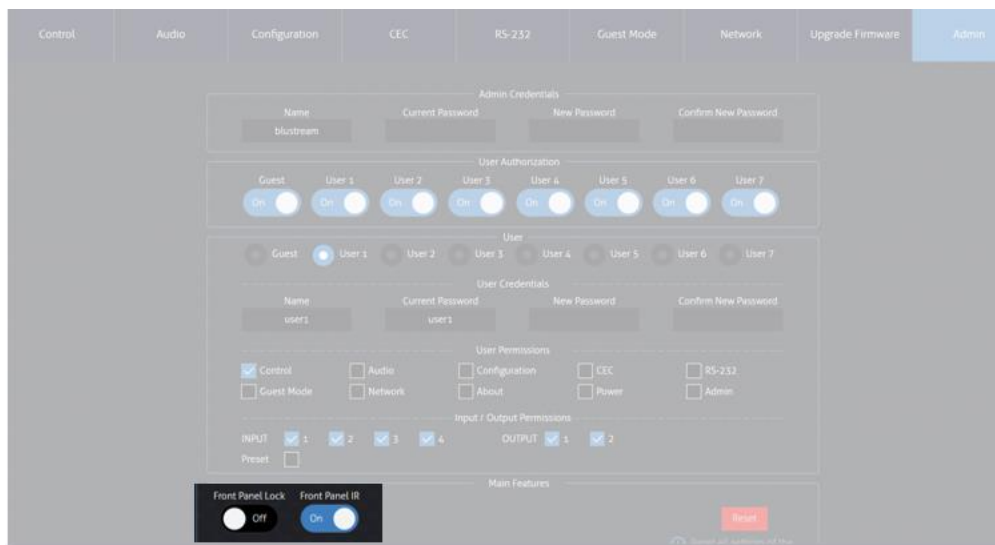 Control Audio Configuration CEC RS-232 Guest Mode Network Upgrade Firmware Admin
Admin Credentials
Name Current Password New Password Confirm New Password
blustream
User Authorization
Guest User 1 User 2 User 3 User 4 User 5 User 6 User 7
On On On On On On On On
User
Guest User 1 User 2 User 3 User 4 User 5 User 6 User 7
User Credentials
Name Current Password New Password Confirm New Password
user1 user1
User Permissions
Control Audio Configuration CEC RS-232
Guest Mode Network About Power Admin
Input / Output Permissions
INPUT 1 2 3 4 OUTPUT 1 2
Preset
Main Features
Front Panel Lock Front Panel IR
Off On
Reset
Reset all settings of the